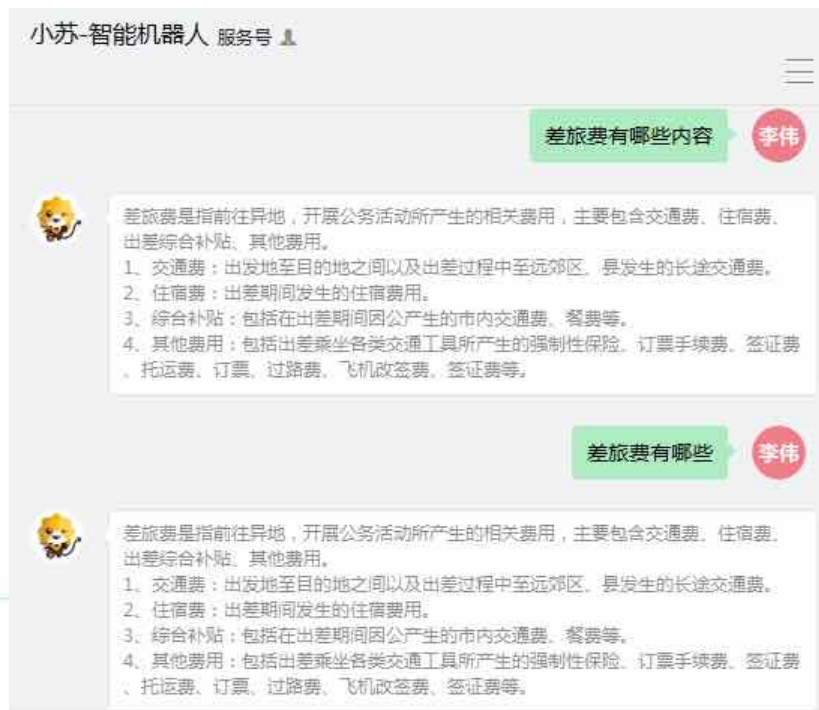 小苏-智能机器人 服务号
差旅费有哪些内容
李伟
差旅费是指前往异地，开展公务活动所产生的相关费用，主要包含交通费、住宿费、
出差综合补贴、其他费用。
1、交通费：出发地至目的地之间以及出差过程中至远郊区、县发生的长途交通费。
2、住宿费：出差期间发生的住宿费用。
3、综合补贴：包括在出差期间因公产生的市内交通费、餐费等。
4、其他费用：包括出差乘坐各类交通工具所产生的强制性保险、订票手续费、签证费
、托运费、订票、过路费、飞机改签费、签证费等。
差旅费有哪些
李伟
差旅费是指前往异地，开展公务活动所产生的相关费用，主要包含交通费、住宿费、
出差综合补贴、其他费用。
1、交通费：出发地至目的地之间以及出差过程中至远郊区、县发生的长途交通费。
2、住宿费：出差期间发生的住宿费用。
3、综合补贴：包括在出差期间因公产生的市内交通费、餐费等。
4、其他费用：包括出差乘坐各类交通工具所产生的强制性保险、订票手续费、签证费
、托运费、订票、过路费、飞机改签费、签证费等。